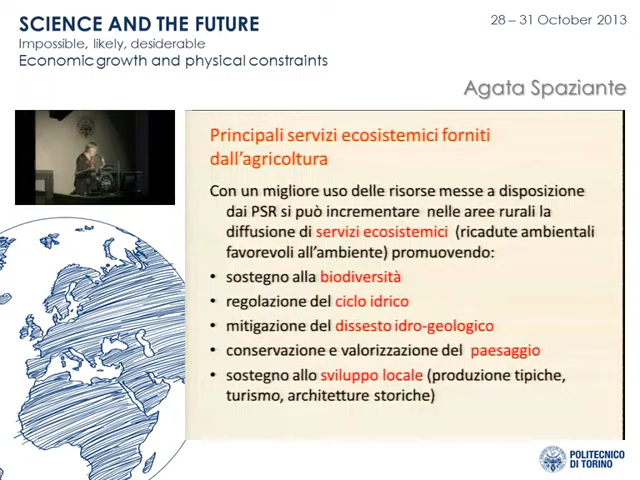 SCIENCE AND THE FUTURE
Impossible, likely, desiderable
Economic growth and physical constraints
28 – 31 October 2013
Agata Spaziante
Principali servizi ecosistemici forniti
dall'agricoltura
Con un migliore uso delle risorse messe a disposizione
dai PSR si può incrementare nelle aree rurali la
diffusione di servizi ecosistemici (ricadute ambientali
favorevoli all'ambiente) promuovendo:
• sostegno alla biodiversità
• regolazione del ciclo idrico
• mitigazione del dissesto idro-geologico
• conservazione e valorizzazione del paesaggio
• sostegno allo sviluppo locale (produzione tipiche,
turismo, architetture storiche)
POLITECNICO
DI TORINO